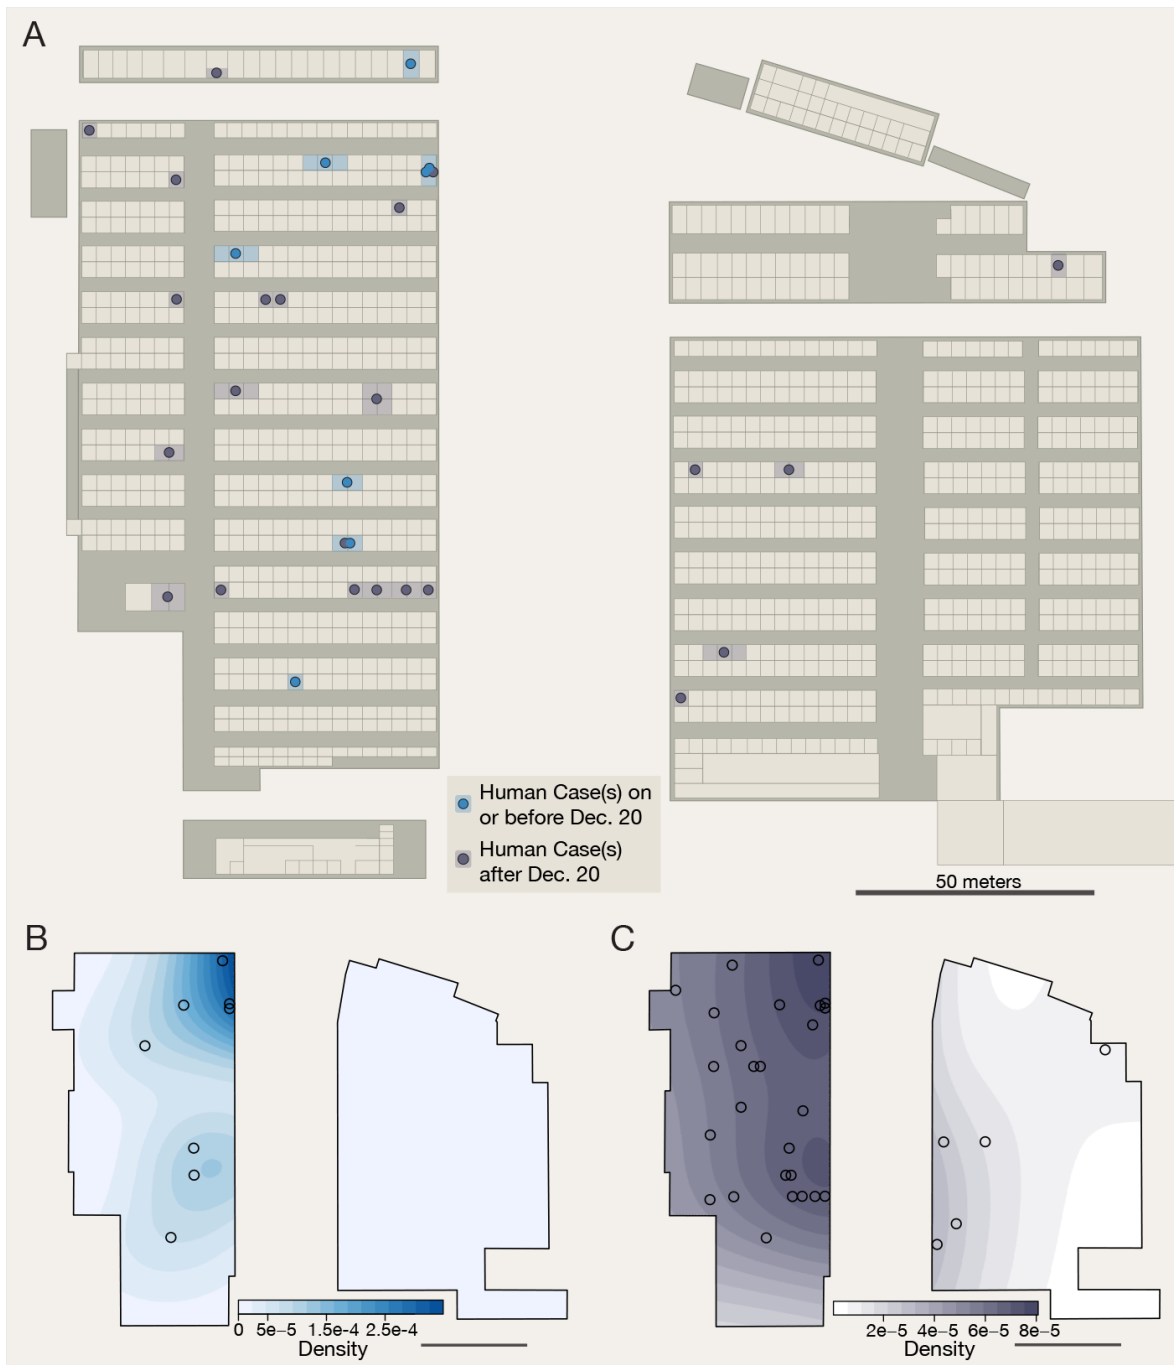 A
Human Case(s) on
or before Dec. 20
Human Case(s)
after Dec. 20
50 meters
B
0 5e-5 1.5e-4 2.5e-4
Density
C
2e-5 4e-5 6e-5 8e-5
Density